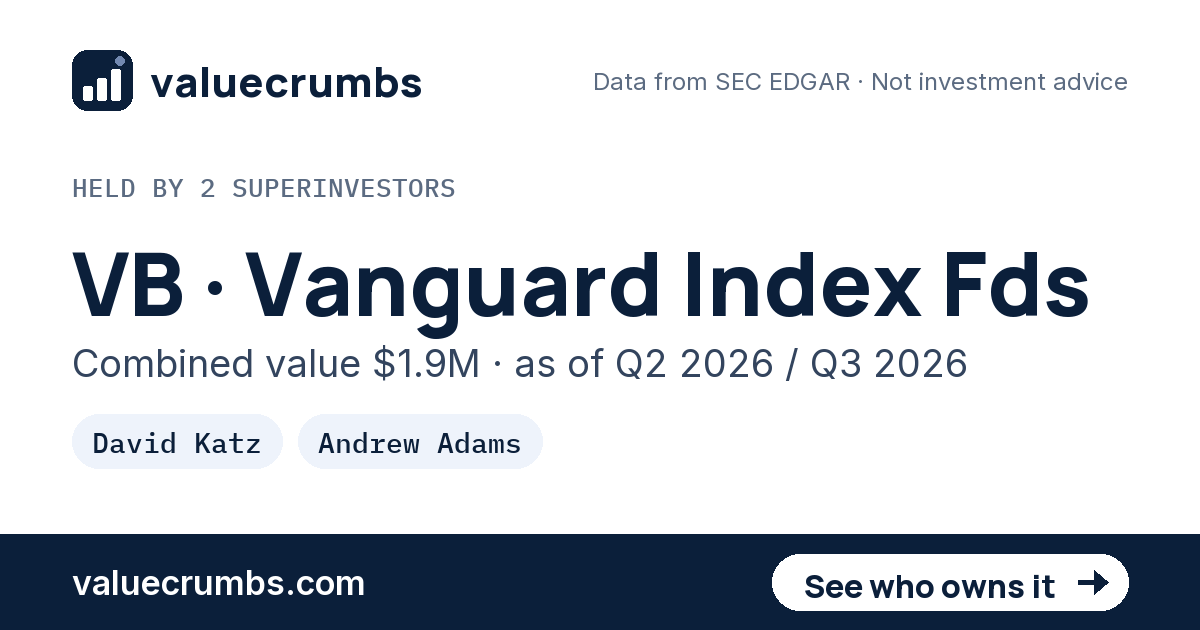 valuecrumbs
Data from SEC EDGAR · Not investment advice
HELD BY 2 SUPERINVESTORS
VB · Vanguard Index Fds
Combined value $1.9M · as of Q2 2026 / Q3 2026
David Katz
Andrew Adams
valuecrumbs.com
See who owns it →